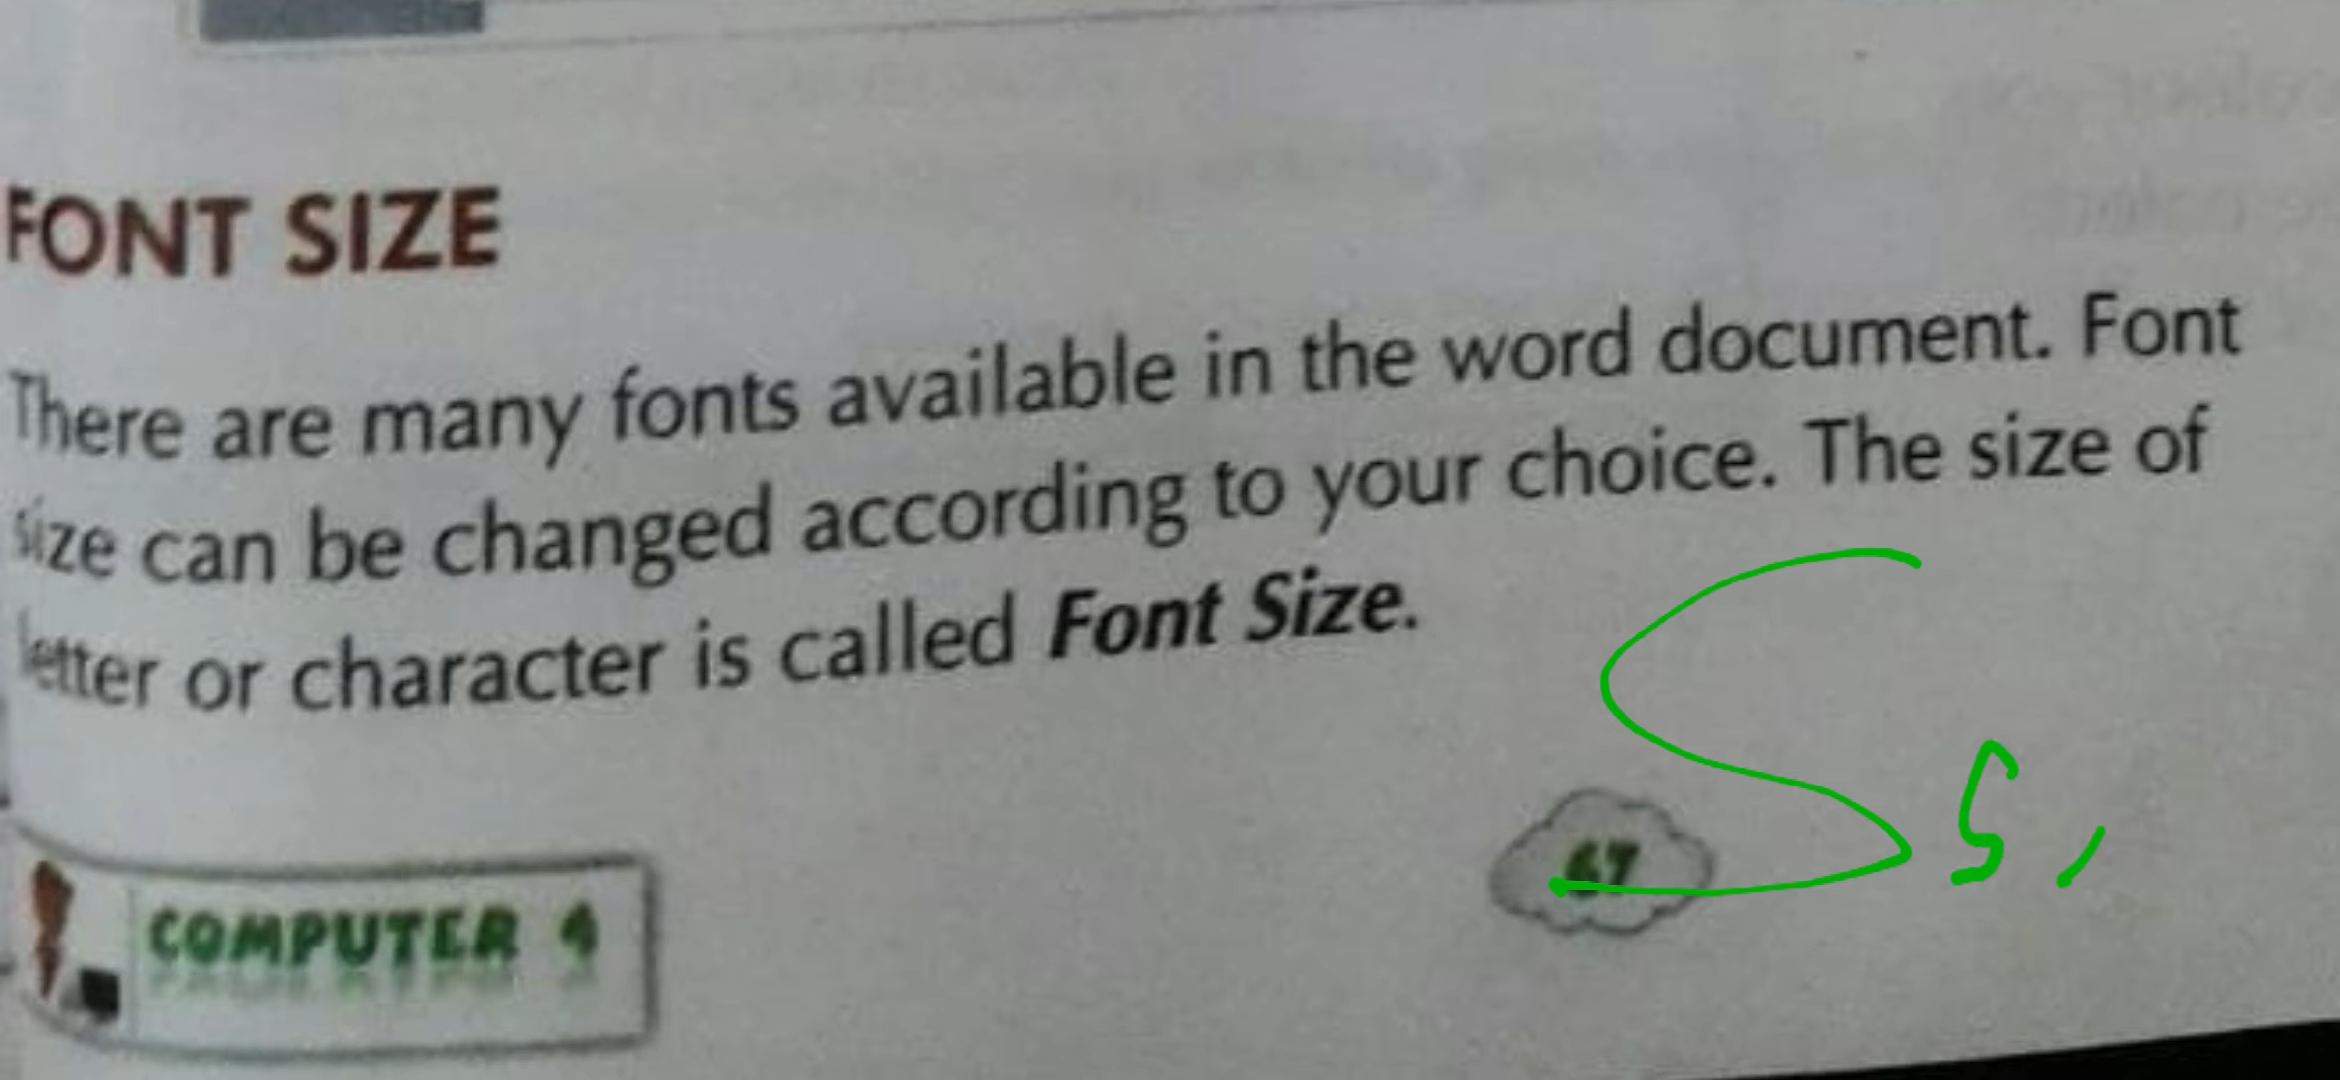 FONT SIZE
There are many fonts available in the word document. Font
size can be changed according to your choice. The size of
letter or character is called Font Size.
67
COMPUTER 4